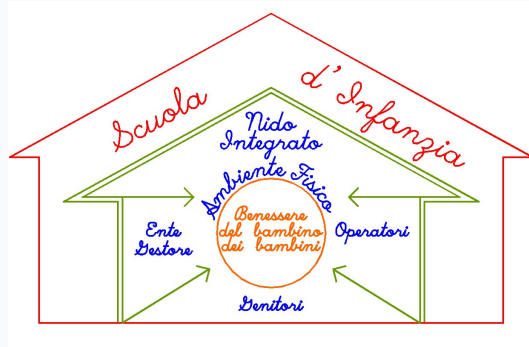 Scuola d'Infanzia
Nido
Integrato
Ambiente Fisico
Benessere
del bambino
dei bambini
Ente
Gestore
Operatori
Genitori